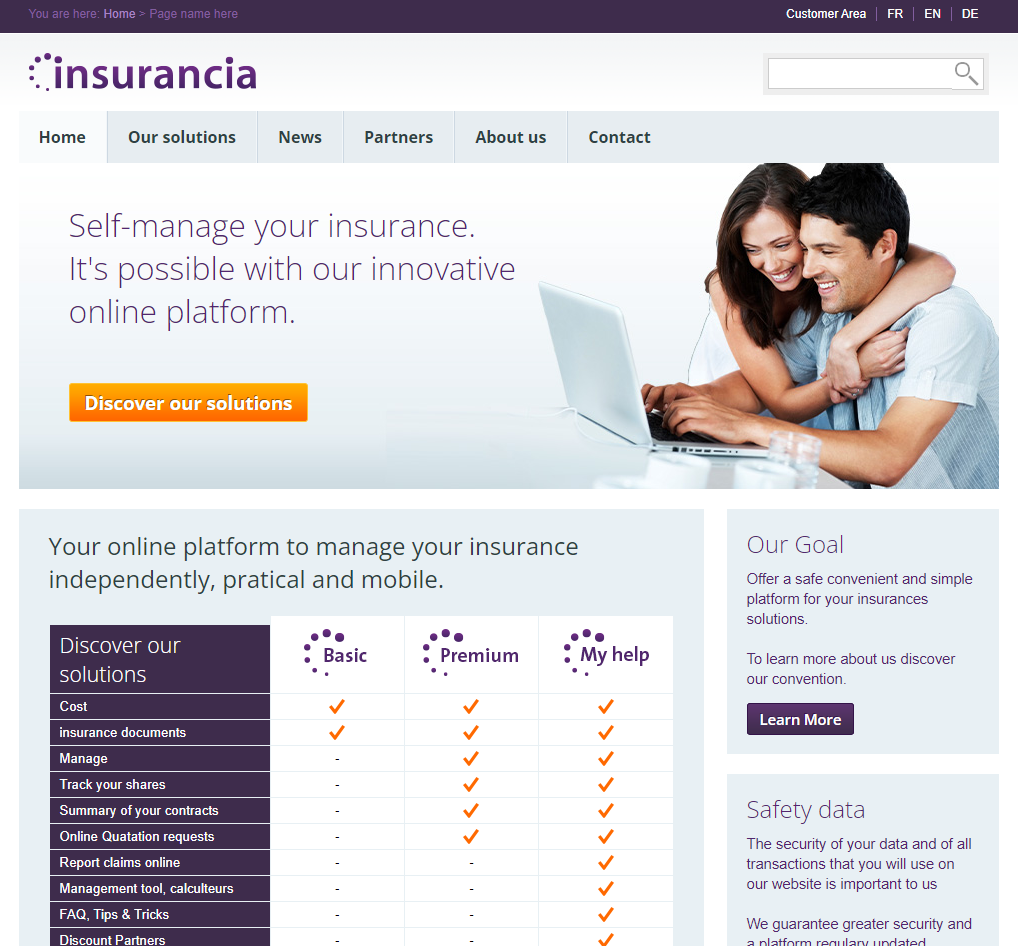 You are here: Home > Page name here
Customer Area FR EN DE
insurancia
Home Our solutions News Partners About us Contact
Self-manage your insurance.
It's possible with our innovative
online platform.
Discover our solutions
Your online platform to manage your insurance
independently, pratical and mobile.
Discover our
solutions
Basic Premium My help
Cost
insurance documents
Manage -
Track your shares -
Summary of your contracts -
Online Quatation requests -
Report claims online - -
Management tool, calculteurs - -
FAQ, Tips & Tricks - -
Discount Partners - -
Our Goal
Offer a safe convenient and simple
platform for your insurances
solutions.
To learn more about us discover
our convention.
Learn More
Safety data
The security of your data and of all
transactions that you will use on
our website is important to us
We guarantee greater security and
a platform regulary updated